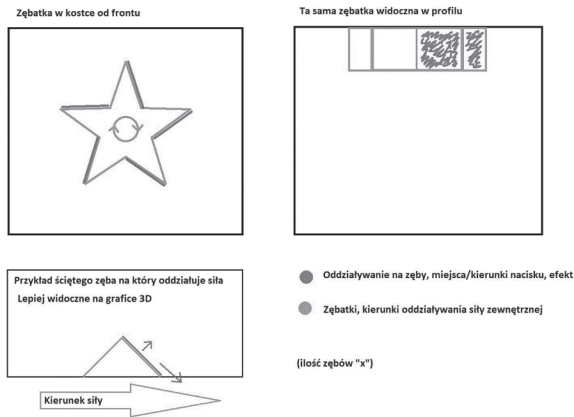 Zębatka w kostce od frontu
Ta sama zębatka widoczna w profilu
Przykład ściętego zęba na który oddziałuje siła
Lepiej widoczne na grafice 3D
Kierunek siły
Oddziaływanie na zęby, miejsca/kierunki nacisku, efekt
Zębatki, kierunki oddziaływania siły zewnętrznej
(ilość zębów "x")